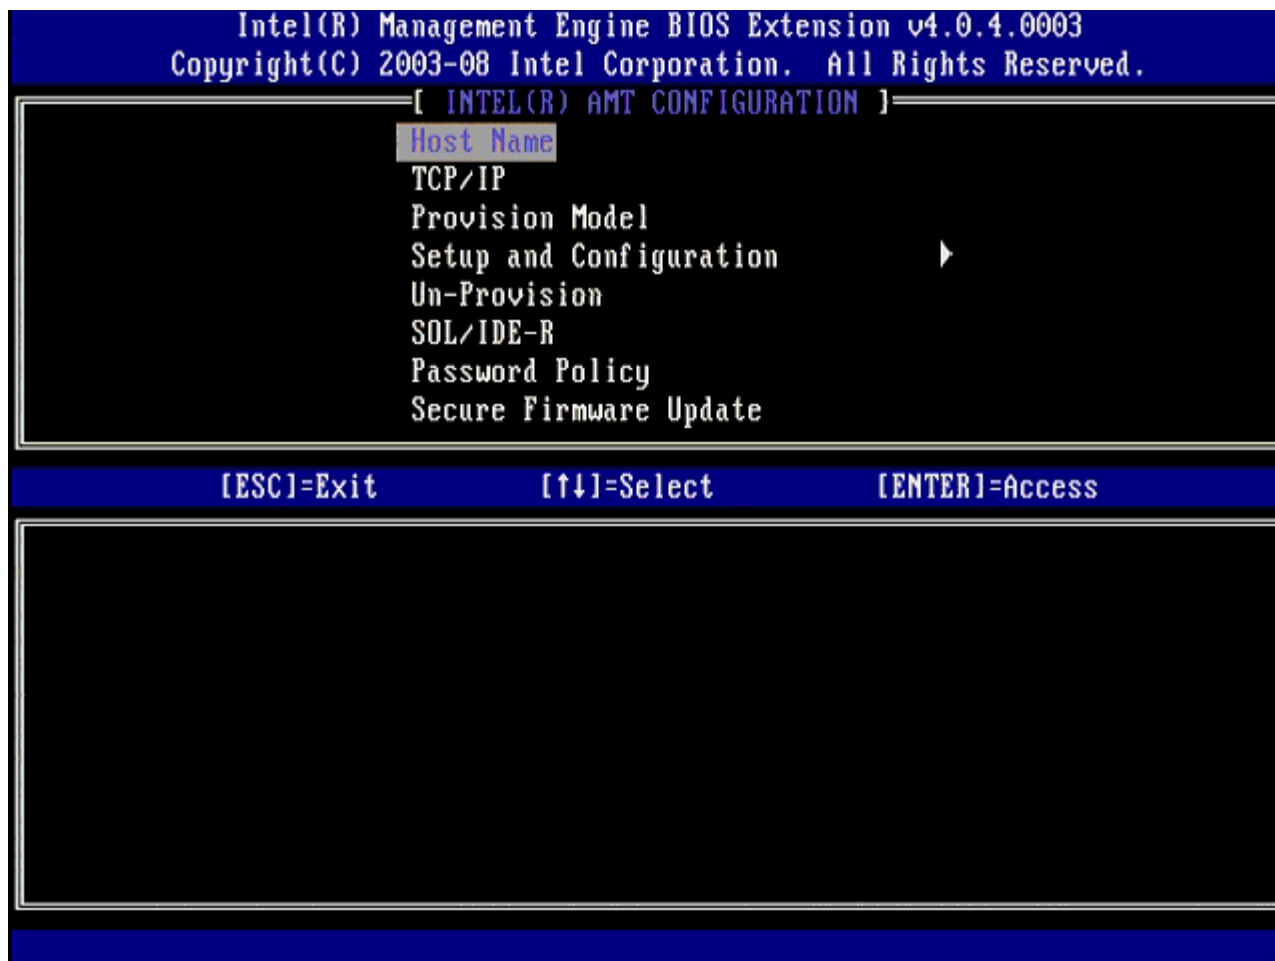 Intel(R) Management Engine BIOS Extension v4.0.4.0003
Copyright(C) 2003-08 Intel Corporation. All Rights Reserved.
[ INTEL(R) AMT CONFIGURATION ]
Host Name
TCP/IP
Provision Model
Setup and Configuration
Un-Provision
SOL/IDE-R
Password Policy
Secure Firmware Update
[ESC]=Exit [↑↓]=Select [ENTER]=Access